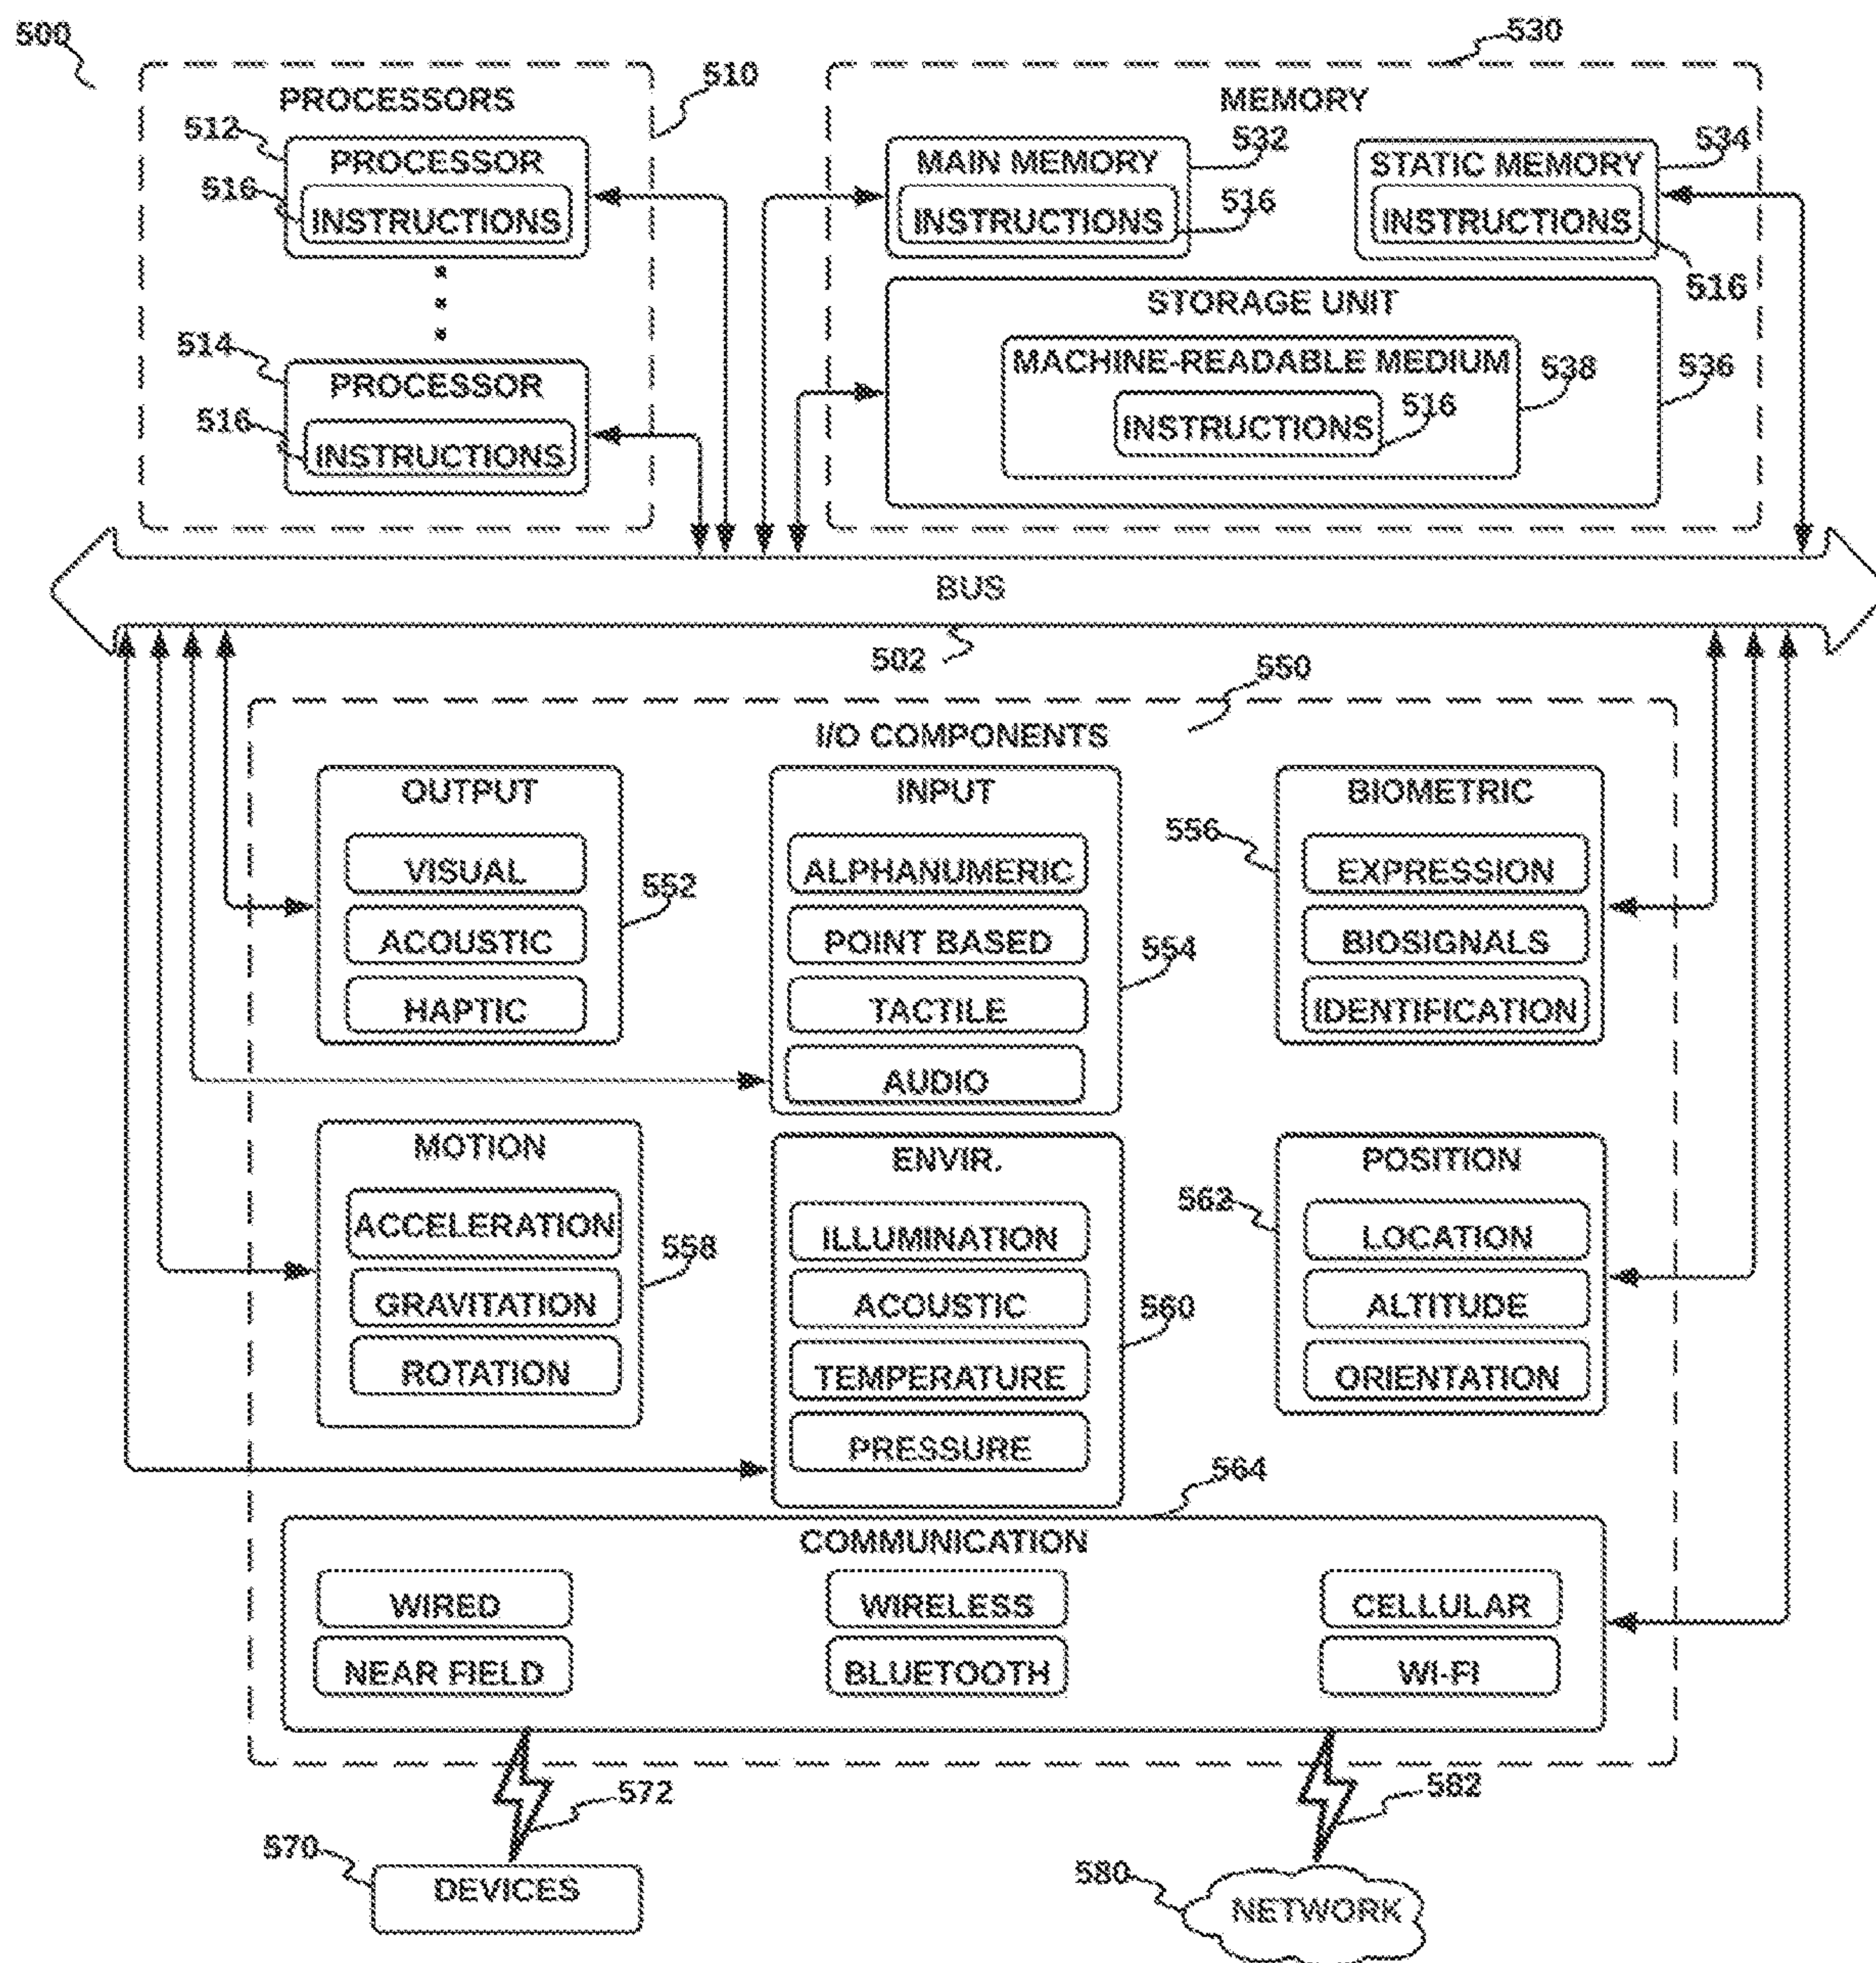 500
530
510
PROCESSORS
MEMORY
512
PROCESSOR
516
INSTRUCTIONS
532
MAIN MEMORY
516
INSTRUCTIONS
534
STATIC MEMORY
INSTRUCTIONS
516
514
PROCESSOR
516
INSTRUCTIONS
STORAGE UNIT
MACHINE-READABLE MEDIUM
538
536
516
INSTRUCTIONS
BUS
502
550
I/O COMPONENTS
OUTPUT
VISUAL
ACOUSTIC
HAPTIC
552
INPUT
ALPHANUMERIC
POINT BASED
TACTILE
AUDIO
554
BIOMETRIC
556
EXPRESSION
BIOSIGNALS
IDENTIFICATION
MOTION
ACCELERATION
GRAVITATION
ROTATION
558
ENVIR.
ILLUMINATION
ACOUSTIC
TEMPERATURE
PRESSURE
560
POSITION
562
LOCATION
ALTITUDE
ORIENTATION
564
COMMUNICATION
WIRED
WIRELESS
CELLULAR
NEAR FIELD
BLUETOOTH
WI-FI
572
582
570
DEVICES
580
NETWORK